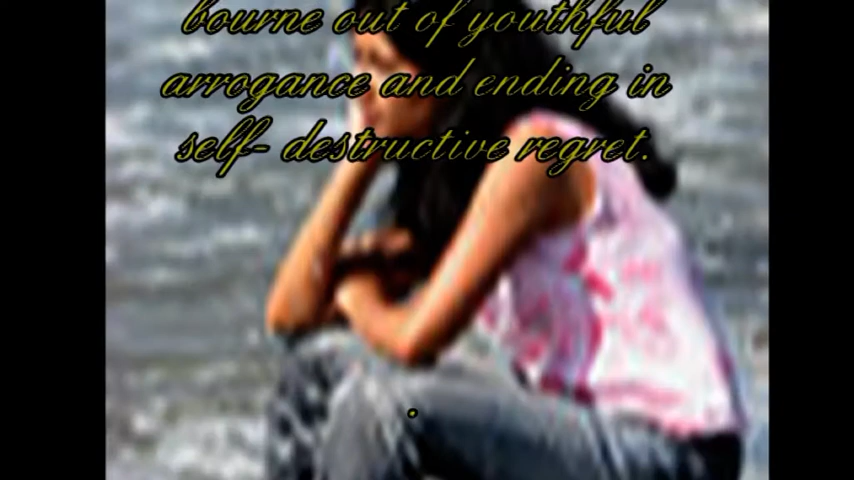 bourne out of youthful
arrogance and ending in
self- destructive regret.
.